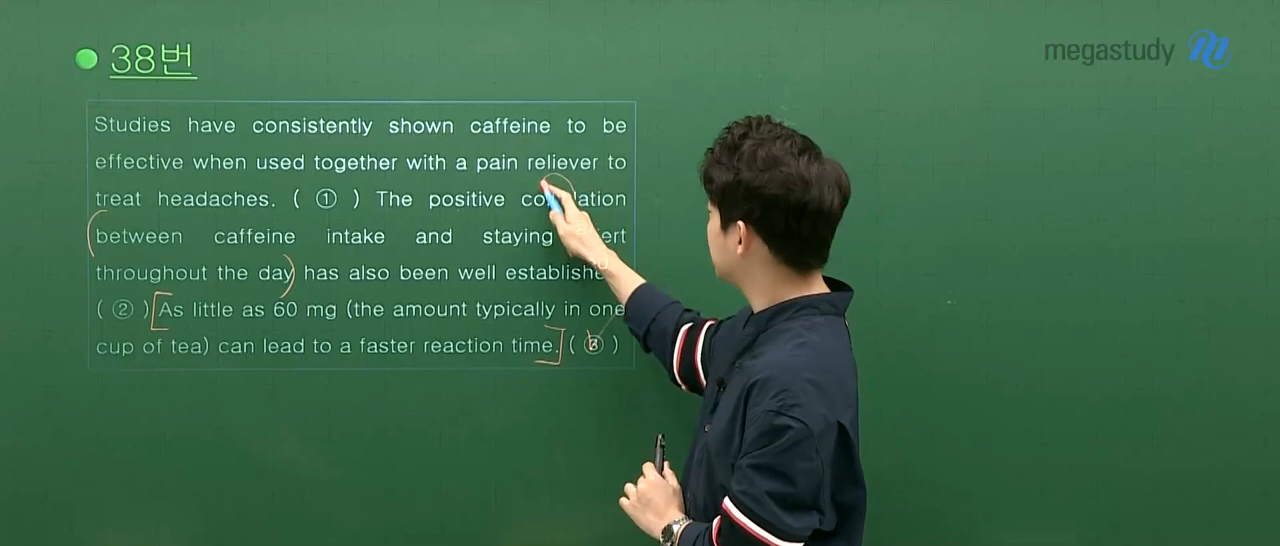 38번
megastudy
Studies have consistently shown caffeine to be
effective when used together with a pain reliever to
treat headaches. ( ① ) The positive
between caffeine intake and staying
throughout the day has also been well
( ② ) As little as 60 mg (the amount typically in one
cup of tea) can lead to a faster reaction time. ( ③ )